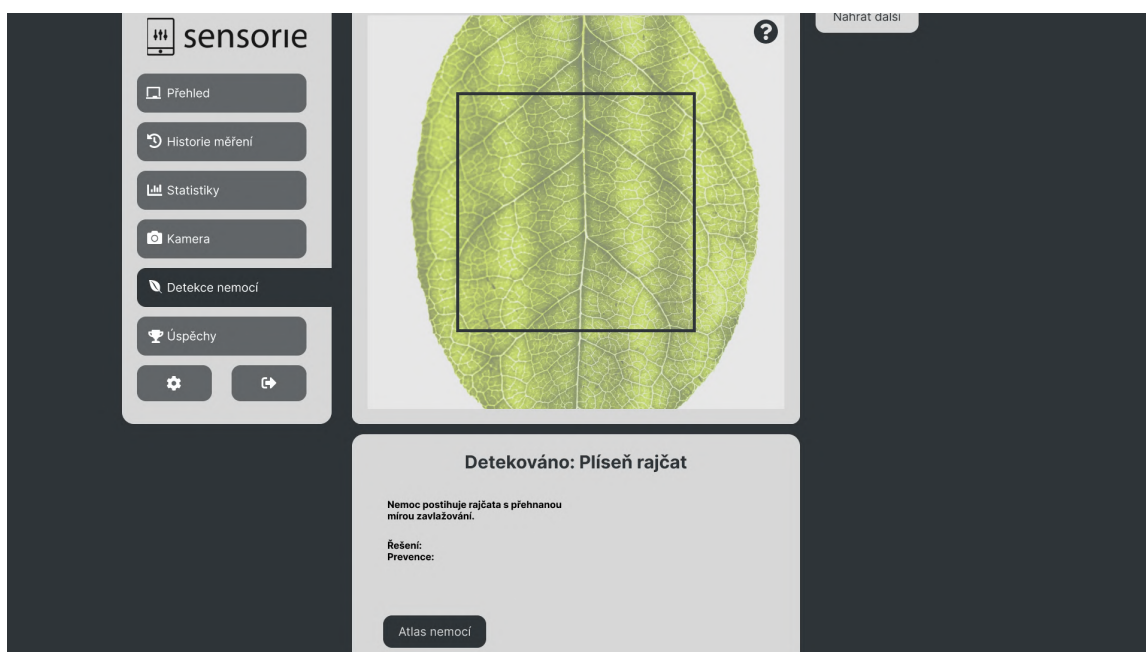 sensorie
Přehled
Historie měření
Statistiky
Kamera
Detekce nemocí
Úspěchy
?
Nahrát další
Detekováno: Plíseň rajčat
Nemoc postihuje rajčata s přehnanou
mírou zavlažování.
Řešení:
Prevence:
Atlas nemocí